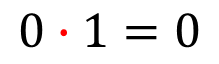 0 · 1 = 0